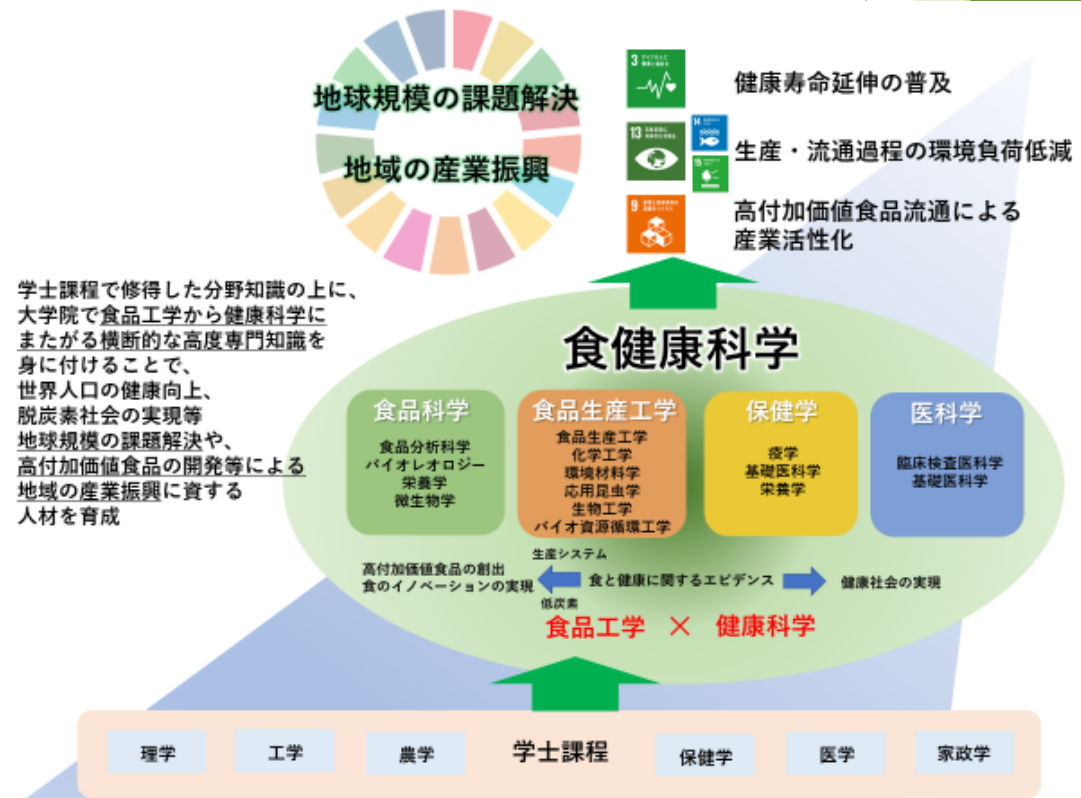 地球規模の課題解決
地域の産業振興
3
健康寿命延伸の普及
13
14
15
生産・流通過程の環境負荷低減
9
高付加価値食品流通による
産業活性化
学士課程で修得した分野知識の上に、
大学院で食品工学から健康科学に
またがる横断的な高度専門知識を
身に付けることで、
世界人口の健康向上、
脱炭素社会の実現等
地球規模の課題解決や、
高付加価値食品の開発等による
地域の産業振興に資する
人材を育成
食健康科学
食品科学
食品分析科学
バイオレオロジー
栄養学
微生物学
食品生産工学
食品生産工学
化学工学
環境材料学
応用昆虫学
生物工学
バイオ資源循環工学
保健学
疫学
基礎医科学
栄養学
医科学
臨床検査医科学
基礎医科学
高付加価値食品の創出
食のイノベーションの実現
生産システム
低炭素
食と健康に関するエビデンス
健康社会の実現
食品工学 × 健康科学
理学
工学
農学
学士課程
保健学
医学
家政学